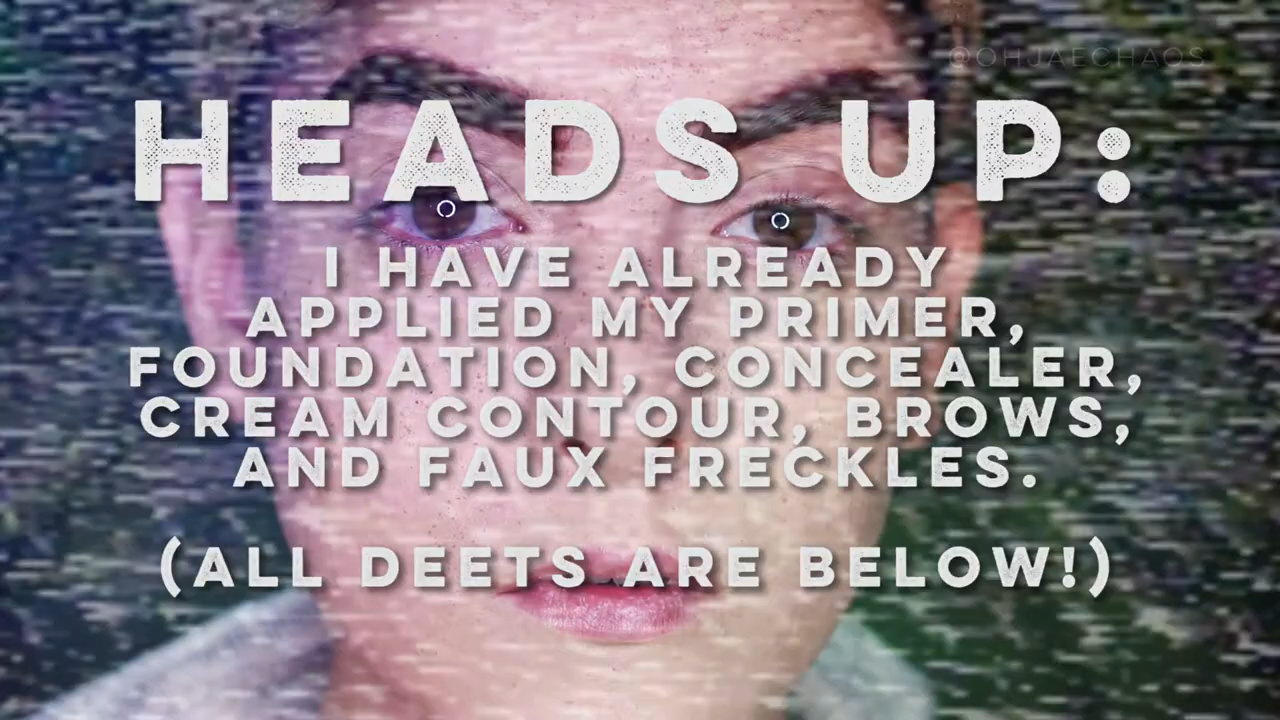 @OHJAECHAOS
HEADS UP:
I HAVE ALREADY
APPLIED MY PRIMER,
FOUNDATION, CONCEALER,
CREAM CONTOUR, BROWS,
AND FAUX FRECKLES.
(ALL DEETS ARE BELOW!)